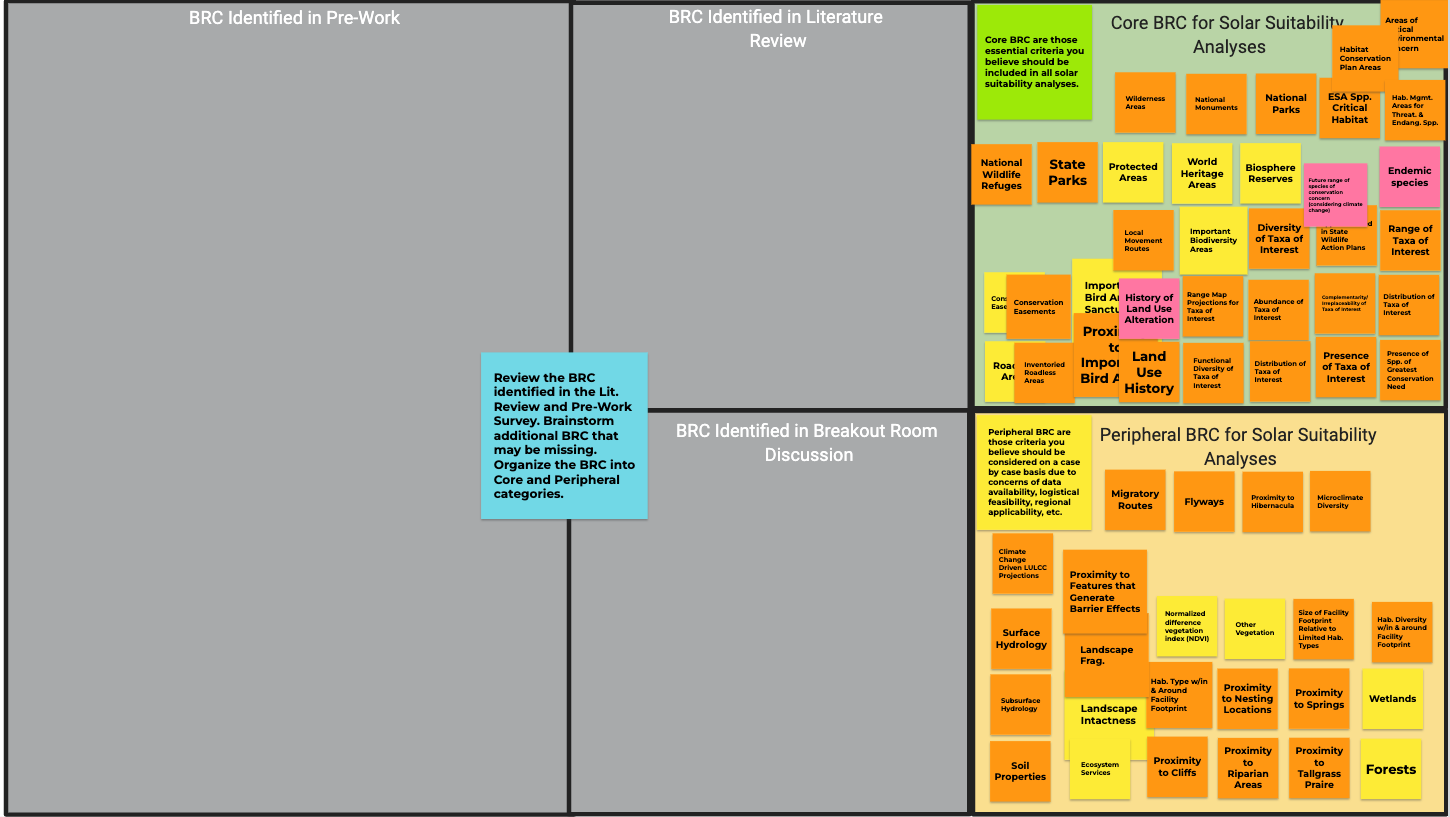 BRC Identified in Pre-Work
BRC Identified in Literature
Review
Review the BRC
identified in the Lit.
Review and Pre-Work
Survey. Brainstorm
additional BRC that
may be missing.
Organize the BRC into
Core and Peripheral
categories.
BRC Identified in Breakout Room
Discussion
Core BRC for Solar Suitability
Analyses
Core BRC are those
essential criteria you
believe should be
included in all solar
suitability analyses.
Areas of
Habitat
Conservation
Plan Areas
Wilderness
Areas
National
Monuments
National
Parks
ESA Spp.
Critical
Habitat
Hab. Mgmt.
Areas for
Threat. &
Endang. Spp.
National
Wildlife
Refuges
State
Parks
Protected
Areas
World
Heritage
Areas
Biosphere
Reserves
Future range of
species of
conservation
concern
(considering climate
change)
Endemic
species
Local
Movement
Routes
Important
Biodiversity
Areas
Diversity
of Taxa of
Interest
in State
Wildlife
Action Plans
Range of
Taxa of
Interest
Conservation
Easements
Bird
History of
Land Use
Alteration
Range Map
Projections for
Taxa of
Interest
Abundance of
Taxa of
Interest
Complementarity/
Irreplaceability of
Taxa of Interest
Distribution of
Taxa of
Interest
Inventoried
Roadless
Areas
to
Bird
Land
Use
History
Functional
Diversity of
Taxa of
Interest
Distribution of
Taxa of
Interest
Presence
of Taxa of
Interest
Presence of
Spp. of
Greatest
Conservation
Need
Peripheral BRC for Solar Suitability
Analyses
Peripheral BRC are
those criteria you
believe should be
considered on a case
by case basis due to
concerns of data
availability, logistical
feasibility, regional
applicability, etc.
Migratory
Routes
Flyways
Proximity to
Hibernacula
Microclimate
Diversity
Climate
Change
Driven LULCC
Projections
Proximity to
Features that
Generate
Barrier Effects
Surface
Hydrology
Landscape
Frag.
Normalized
difference
vegetation
index (NDVI)
Other
Vegetation
Size of Facility
Footprint
Relative to
Limited Hab.
Types
Hab. Diversity
w/in & around
Facility
Footprint
Subsurface
Hydrology
Landscape
Intactness
Hab. Type w/in
& Around
Facility
Footprint
Proximity
to Nesting
Locations
Proximity
to Springs
Wetlands
Soil
Properties
Ecosystem
Services
Proximity
to Cliffs
Proximity
to
Riparian
Areas
Proximity
to
Tallgrass
Praire
Forests